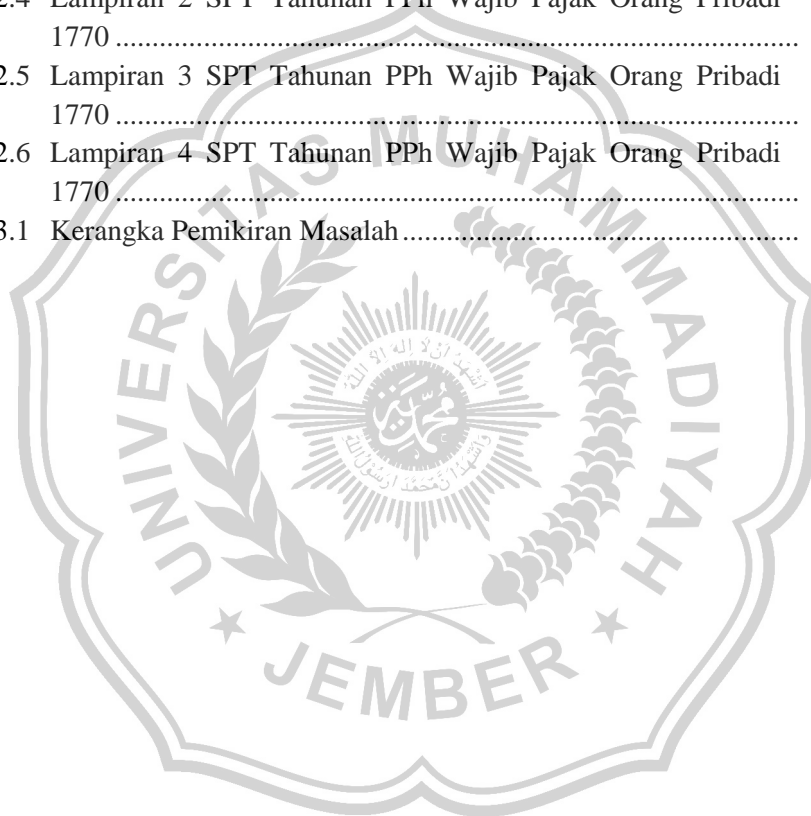 2.4 Lampiran 2 SPT Tahunan PPh Wajib Pajak Orang Pribadi
1770 ..........................................................................................
2.5 Lampiran 3 SPT Tahunan PPh Wajib Pajak Orang Pribadi
1770 ..........................................................................................
2.6 Lampiran 4 SPT Tahunan PPh Wajib Pajak Orang Pribadi
1770 ..........................................................................................
3.1 Kerangka Pemikiran Masalah ....................................................
UNIVERSITAS MUHAMMADIYAH
JEMBER